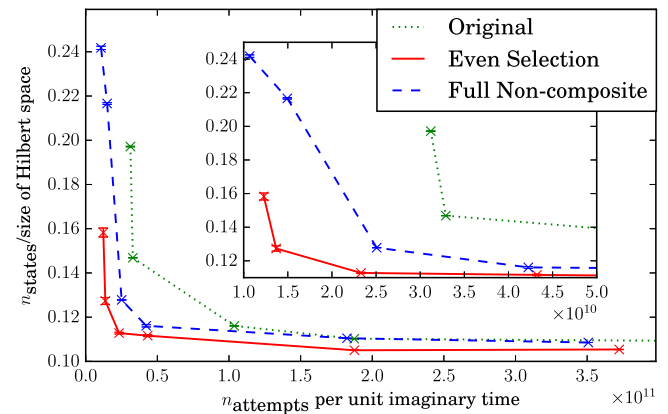 Original
Even Selection
Full Non-composite
n_states/size of Hilbert space
0.24
0.22
0.20
0.18
0.16
0.14
0.12
0.10
0.24
0.22
0.20
0.18
0.16
0.14
0.12
1.0 1.5 2.0 2.5 3.0 3.5 4.0 4.5 5.0
×10^10
0.0 0.5 1.0 1.5 2.0 2.5 3.0 3.5
×10^11
n_attempts per unit imaginary time